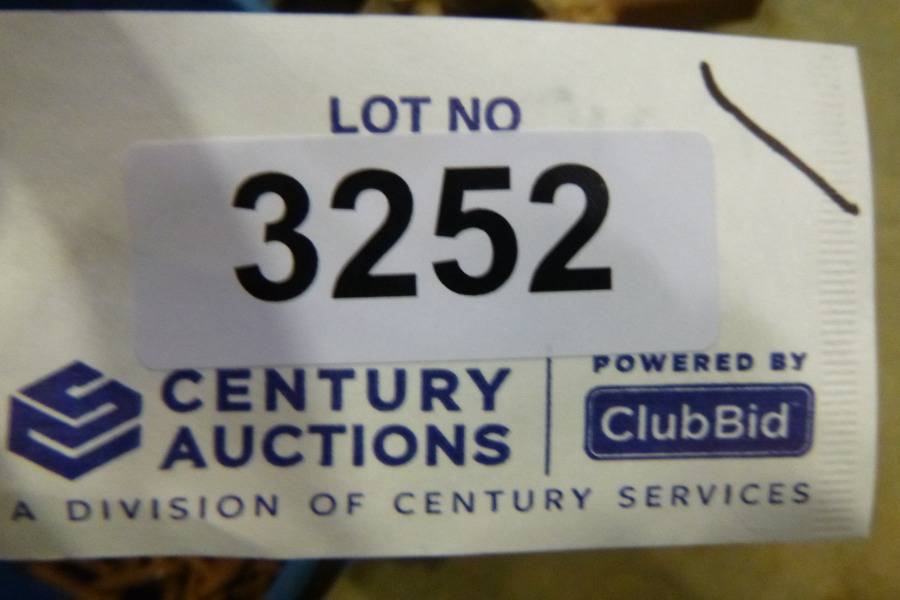 LOT NO
3252
CENTURY
AUCTIONS
POWERED BY
ClubBid
A DIVISION OF CENTURY SERVICES